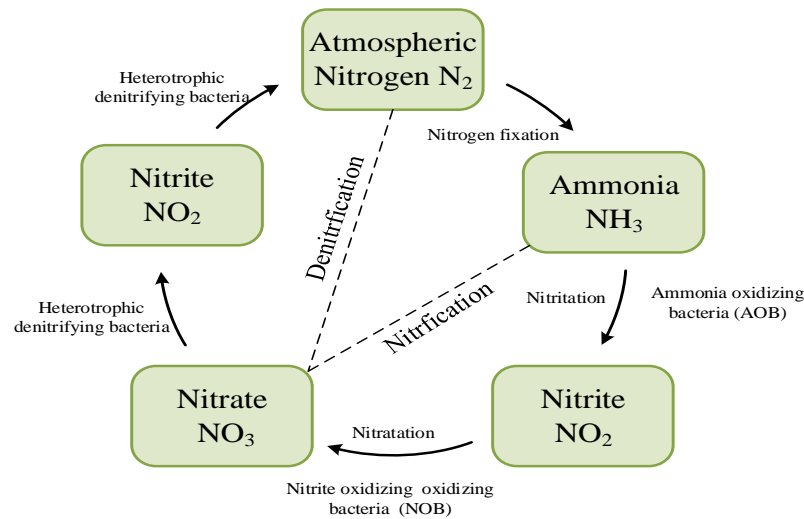 Atmospheric
Nitrogen N₂
Heterotrophic
denitrifying bacteria
Nitrogen fixation
Nitrite
NO₂
Ammonia
NH₃
Denitrfication
Nitrfication
Heterotrophic
denitrifying bacteria
Nitritation
Ammonia oxidizing
bacteria (AOB)
Nitrate
NO₃
Nitratation
Nitrite
NO₂
Nitrite oxidizing oxidizing
bacteria (NOB)